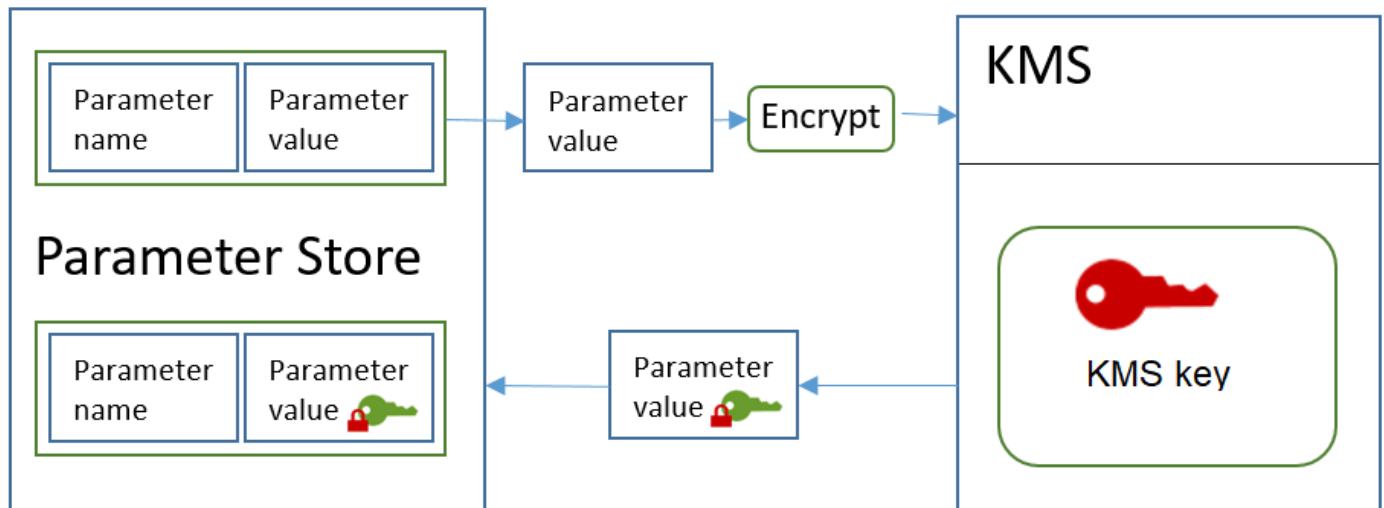 Parameter
name
Parameter
value
Parameter
value
Encrypt
KMS
Parameter Store
KMS key
Parameter
name
Parameter
value
Parameter
value